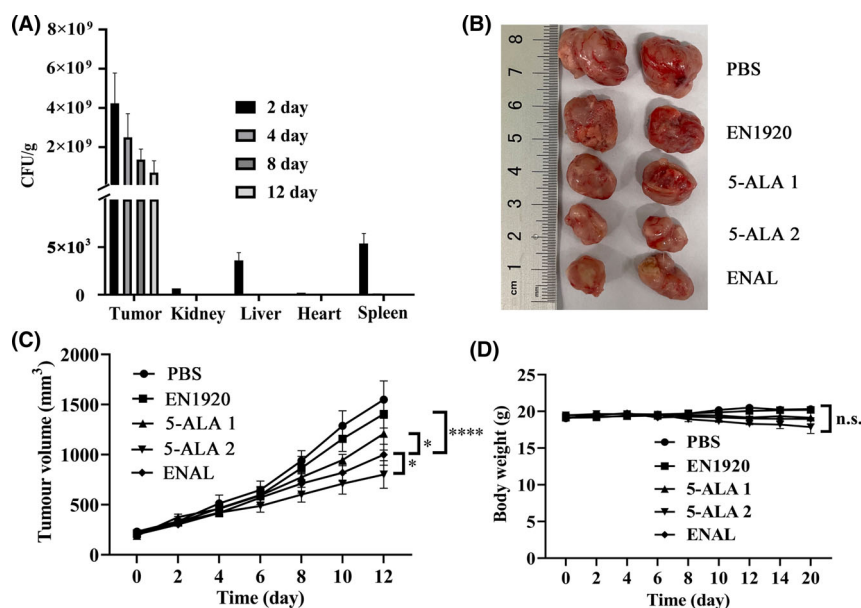 (A)
8×10⁹
6×10⁹
4×10⁹
2×10⁹
5×10³
0
CFU/g
2 day
4 day
8 day
12 day
Tumor Kidney Liver Heart Spleen
(B)
8
7
6
5
4
3
2
1
cm
mm
PBS
EN1920
5-ALA 1
5-ALA 2
ENAL
(C)
2000
1500
1000
500
0
Tumour volume (mm³)
PBS
EN1920
5-ALA 1
5-ALA 2
ENAL
*
****
*
0 2 4 6 8 10 12
Time (day)
(D)
25
20
15
10
5
0
Body weight (g)
n.s.
PBS
EN1920
5-ALA 1
5-ALA 2
ENAL
0 2 4 6 8 10 12 14 20
Time (day)